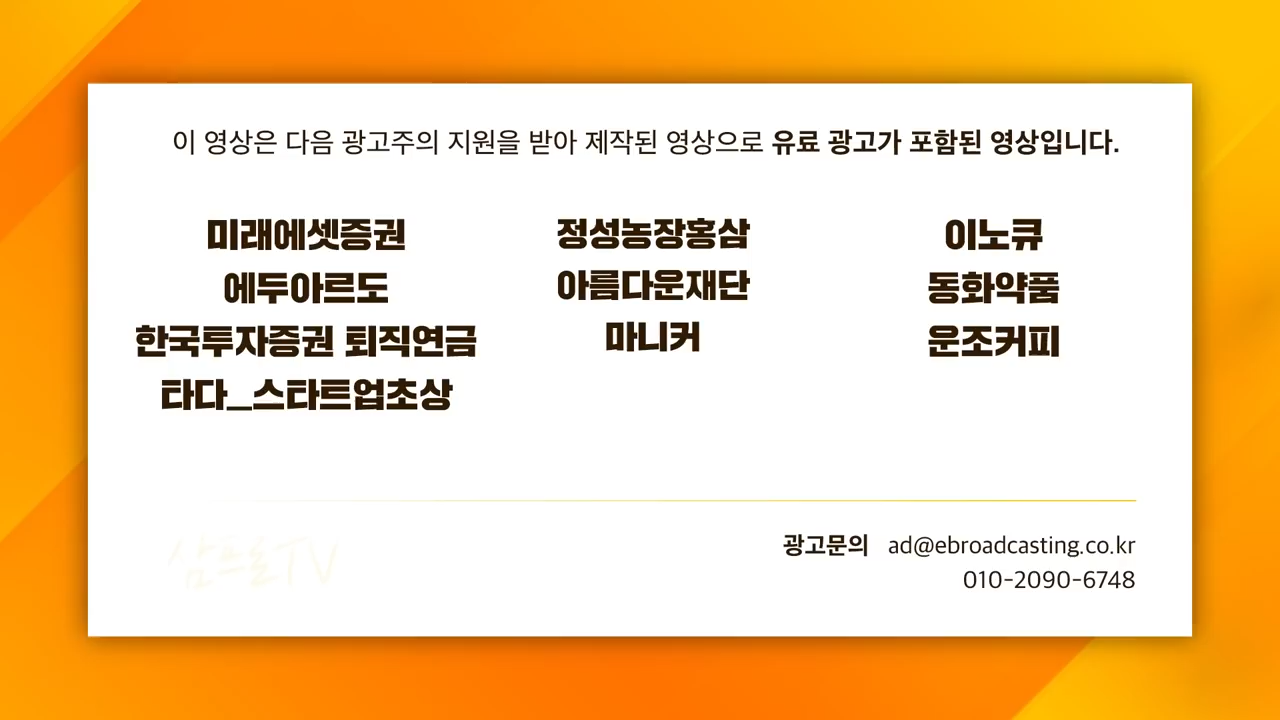 이 영상은 다음 광고주의 지원을 받아 제작된 영상으로 유료 광고가 포함된 영상입니다.
미래에셋증권
에두아르도
한국투자증권 퇴직연금
타다_스타트업초상
정성농장홍삼
아름다운재단
마니커
이노큐
동화약품
운조커피
삼프로TV
광고문의 ad@ebroadcasting.co.kr
010-2090-6748